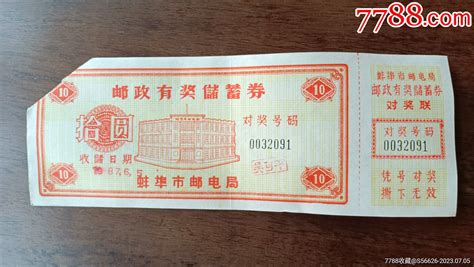 7788.com
10
10
邮政有奖储蓄券
拾圆
对奖号码
0032091
收储日期
10
蚌埠市邮电局
10
蚌埠市邮电局
邮政有奖储蓄券
对奖联
对奖号码
0032091
凭号对奖
撕下无效
7788收藏@S56626-2023.07.05